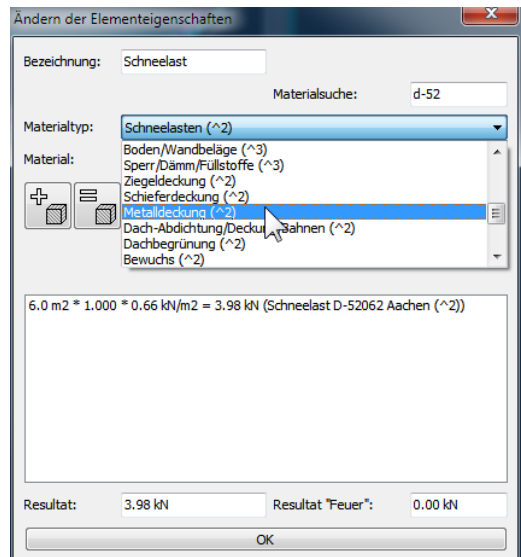 Ändern der Elementeigenschaften
Bezeichnung: Schneelast
Materialsuche: d-52
Materialtyp: Schneelasten (^2)
Material: Boden/Wandbeläge (^3)
Sperr/Dämm/Füllstoffe (^3)
Ziegeldeckung (^2)
Schieferdeckung (^2)
Metalldeckung (^2)
Dach-Abdichtung/Deckung Bahnen (^2)
Dachbegrünung (^2)
Bewuchs (^2)
6.0 m2 * 1.000 * 0.66 kN/m2 = 3.98 kN (Schneelast D-52062 Aachen (^2))
Resultat: 3.98 kN Resultat "Feuer": 0.00 kN
OK